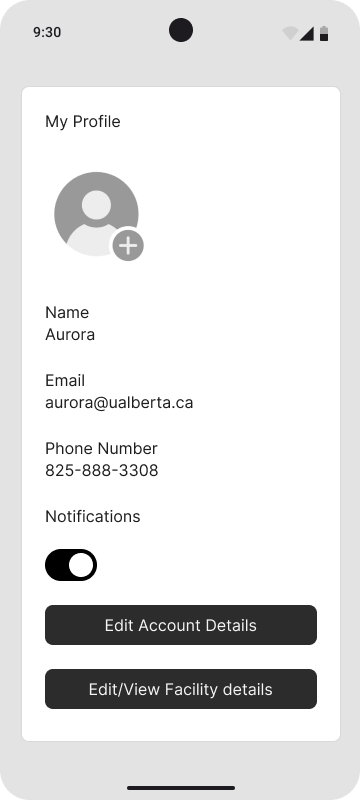 9:30
My Profile
Name
Aurora
Email
aurora@ualberta.ca
Phone Number
825-888-3308
Notifications
Edit Account Details
Edit/View Facility details